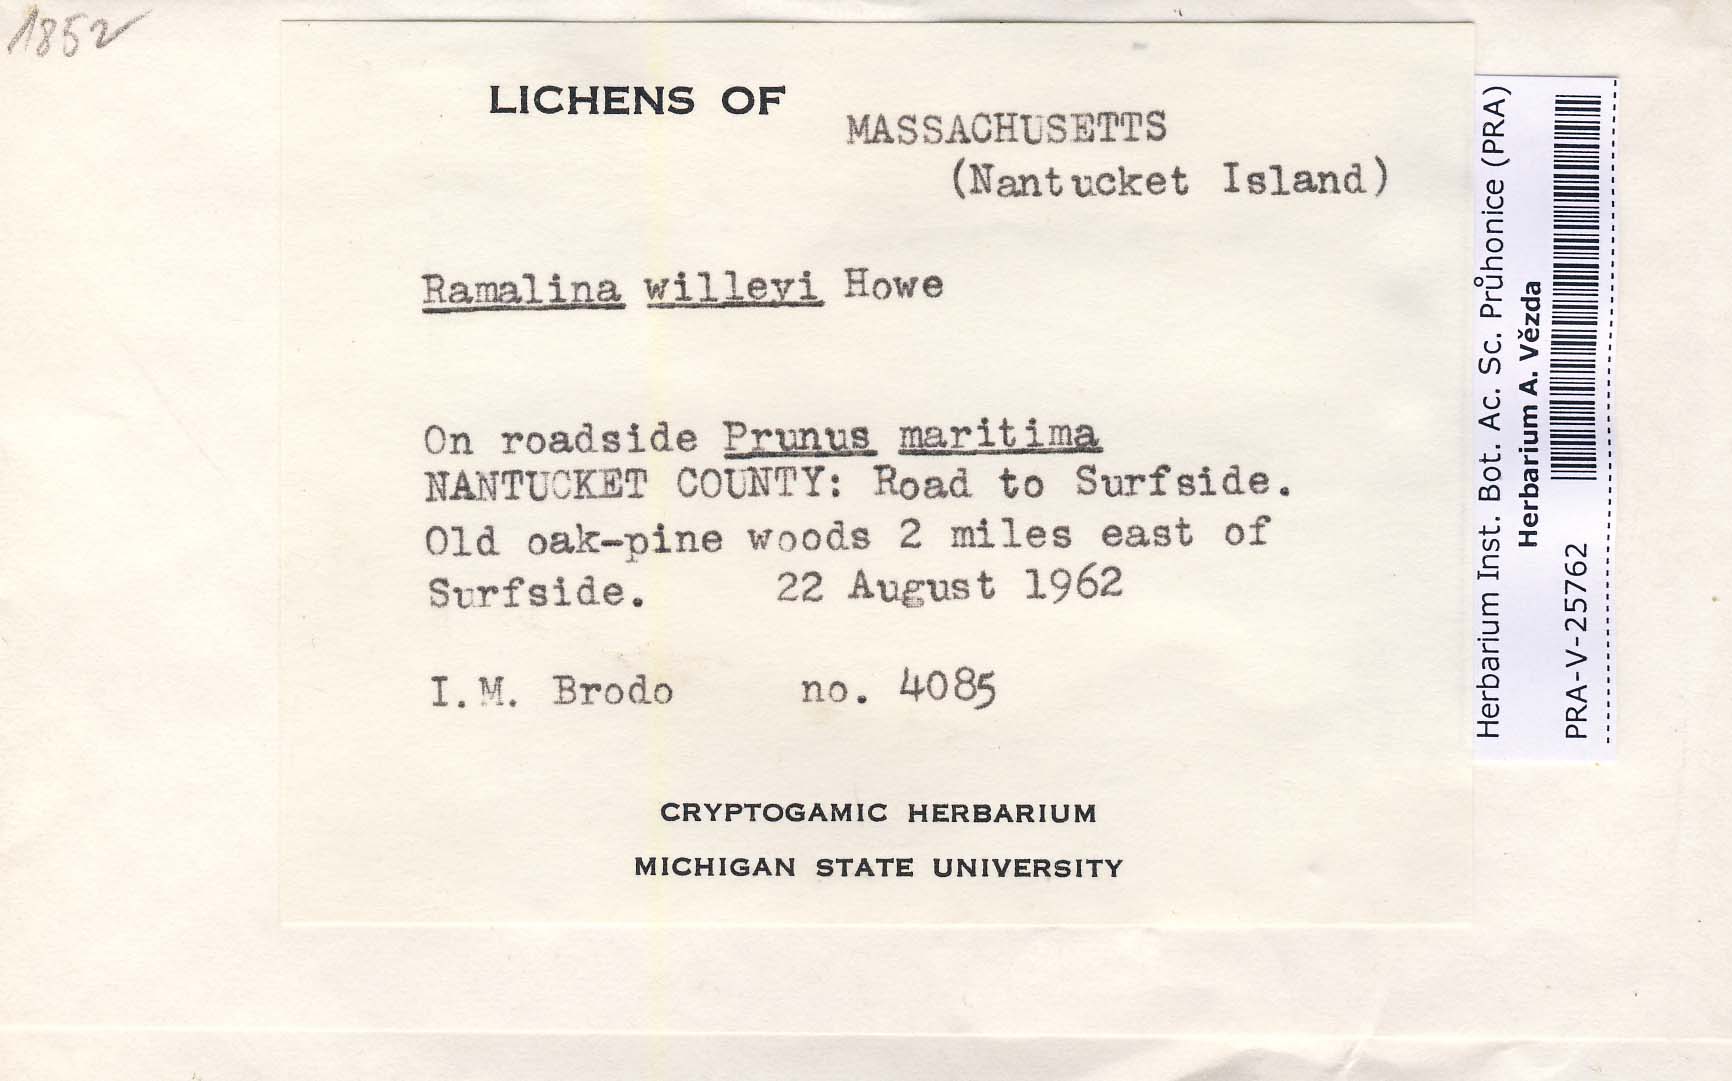 1852
LICHENS OF
MASSACHUSETTS
(Nantucket Island)
Ramalina willeyi Howe
On roadside Prunus maritima
NANTUCKET COUNTY: Road to Surfside.
Old oak-pine woods 2 miles east of
Surfside. 22 August 1962
I.M. Brodo no. 4085
CRYPTOGAMIC HERBARIUM
MICHIGAN STATE UNIVERSITY
Herbarium Inst. Bot. Ac. Sc. Průhonice (PRA)
Herbarium A. Vězda
PRA-V-25762